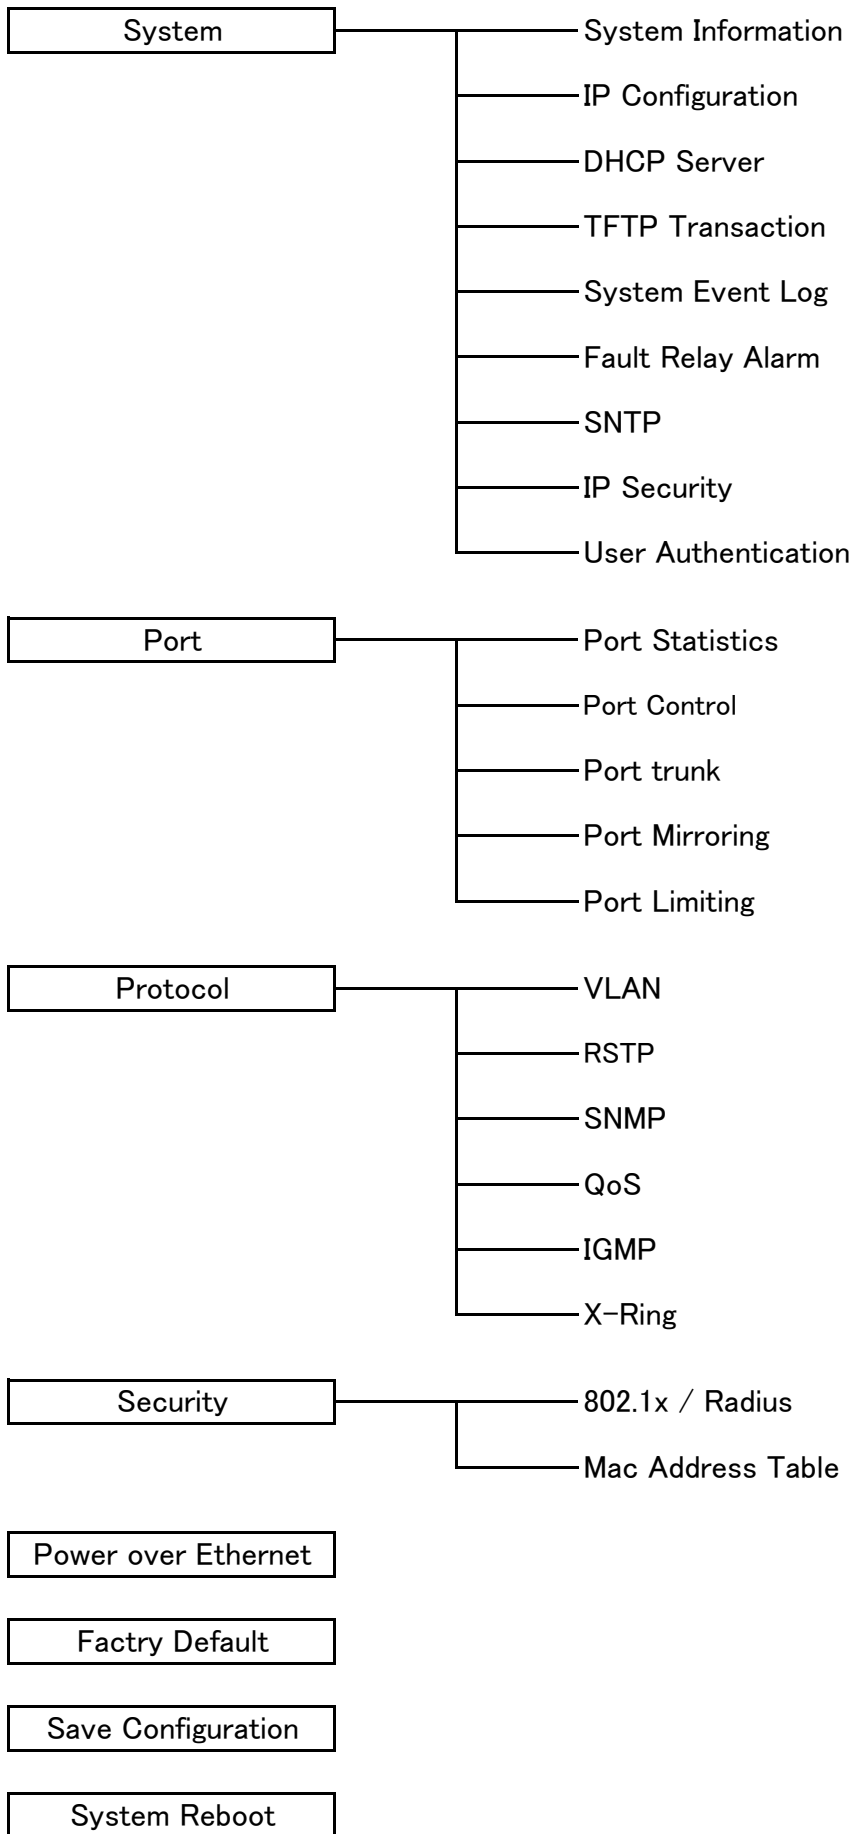 System
System Information
IP Configuration
DHCP Server
TFTP Transaction
System Event Log
Fault Relay Alarm
SNTP
IP Security
User Authentication
Port
Port Statistics
Port Control
Port trunk
Port Mirroring
Port Limiting
Protocol
VLAN
RSTP
SNMP
QoS
IGMP
X-Ring
Security
802.1x / Radius
Mac Address Table
Power over Ethernet
Factry Default
Save Configuration
System Reboot